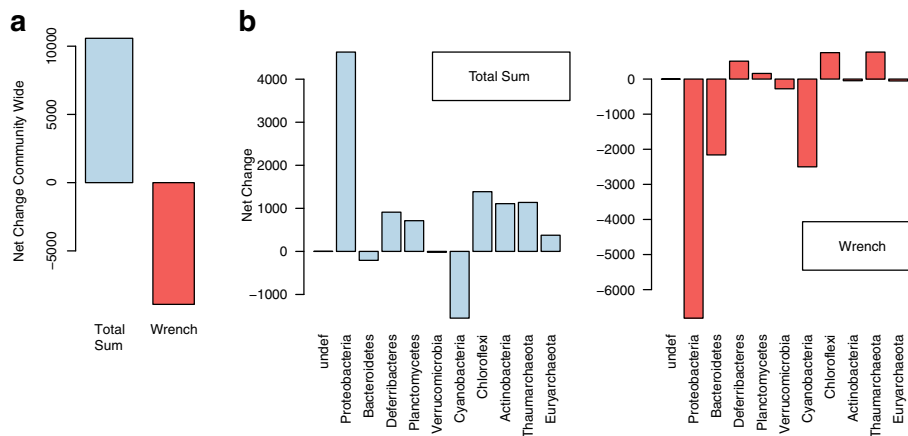 a
Net Change Community Wide
10000
5000
0
−5000
Total
Sum
Wrench
b
Net Change
4000
3000
2000
1000
0
−1000
Total Sum
undef
Proteobacteria
Bacteroidetes
Deferribacteres
Planctomycetes
Verrucomicrobia
Cyanobacteria
Chloroflexi
Actinobacteria
Thaumarchaeota
Euryarchaeota
0
−1000
−2000
−3000
−4000
−5000
−6000
Wrench
undef
Proteobacteria
Bacteroidetes
Deferribacteres
Planctomycetes
Verrucomicrobia
Cyanobacteria
Chloroflexi
Actinobacteria
Thaumarchaeota
Euryarchaeota